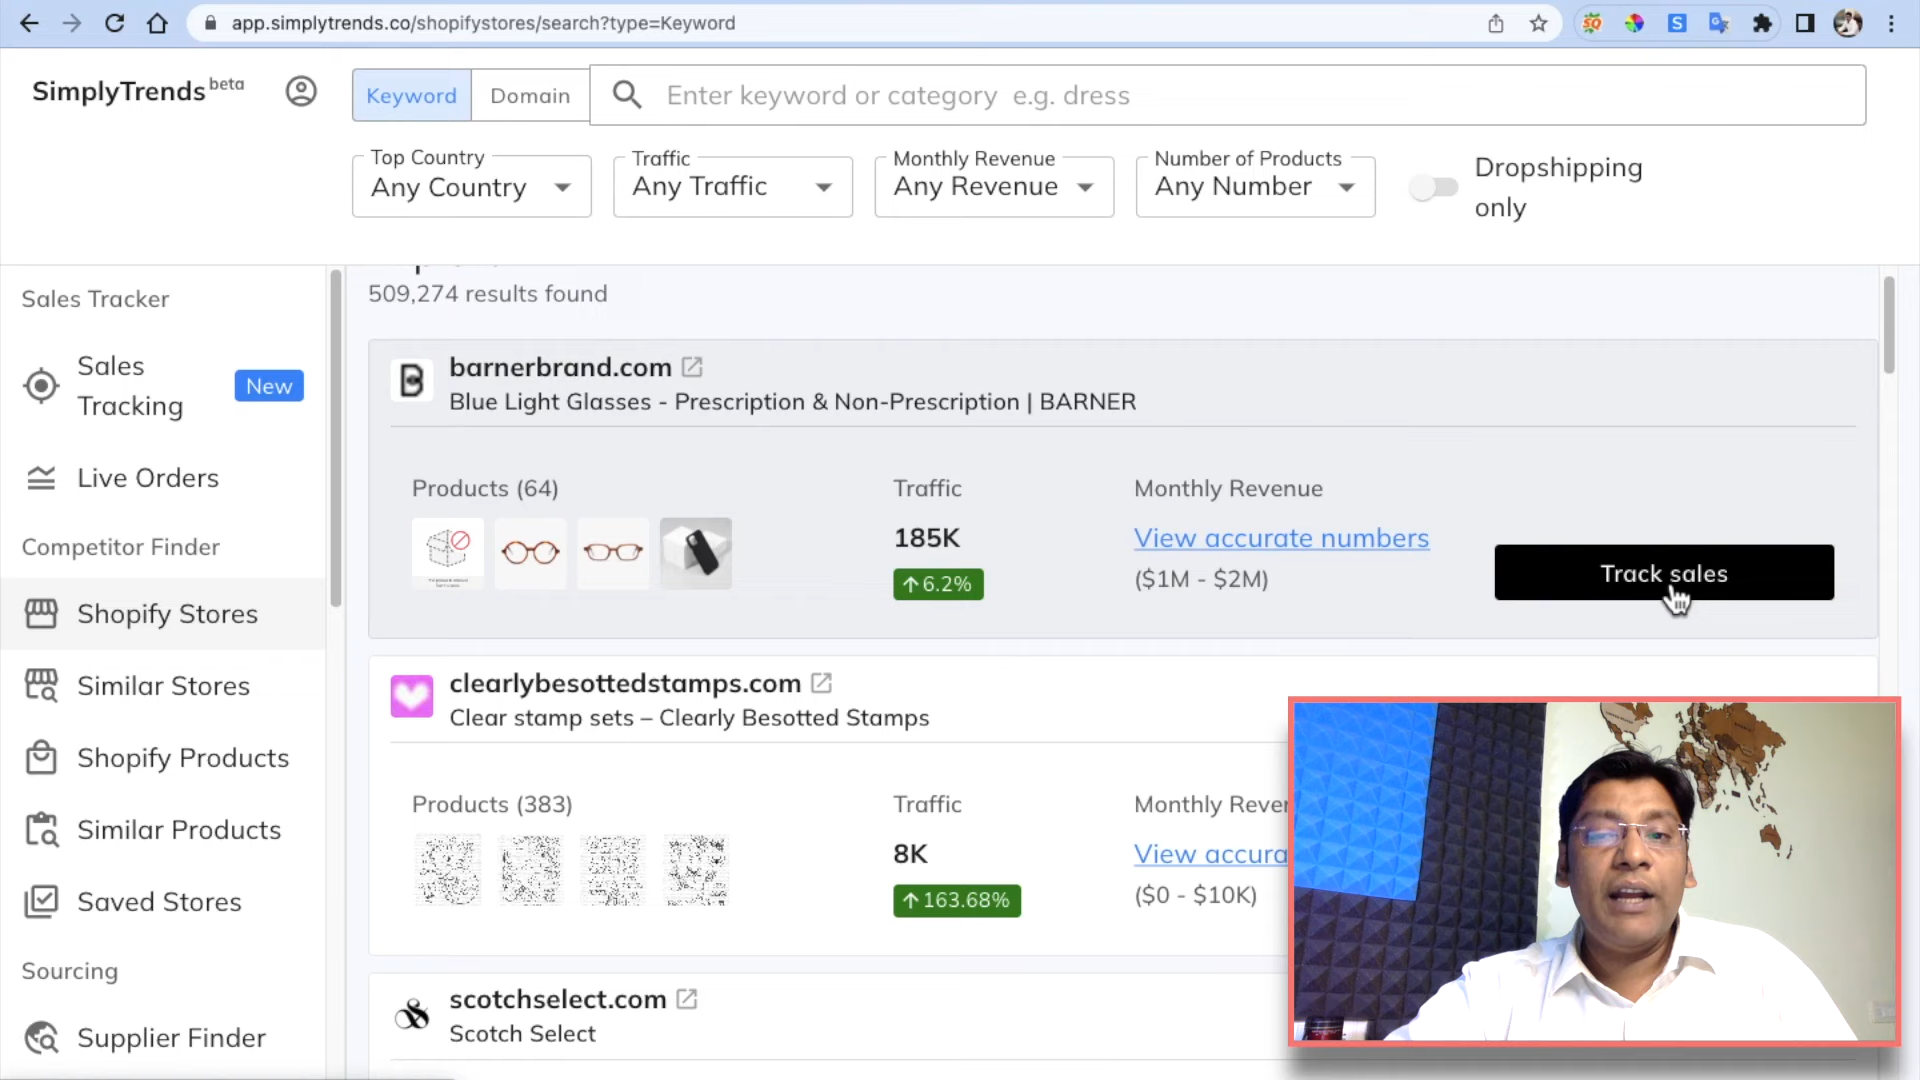 app.simplytrends.co/shopifystores/search?type=Keyword
SimplyTrends beta
Keyword
Domain
Enter keyword or category e.g. dress
Top Country
Any Country
Traffic
Any Traffic
Monthly Revenue
Any Revenue
Number of Products
Any Number
Dropshipping
only
Sales Tracker
Sales
Tracking
New
Live Orders
Competitor Finder
Shopify Stores
Similar Stores
Shopify Products
Similar Products
Saved Stores
Sourcing
Supplier Finder
509,274 results found
barnerbrand.com
Blue Light Glasses - Prescription & Non-Prescription | BARNER
Products (64)
Traffic
185K
6.2%
Monthly Revenue
View accurate numbers
($1M - $2M)
Track sales
clearlybesottedstamps.com
Clear stamp sets – Clearly Besotted Stamps
Products (383)
Traffic
8K
163.68%
Monthly Rever
View accura
($0 - $10K)
scotchselect.com
Scotch Select